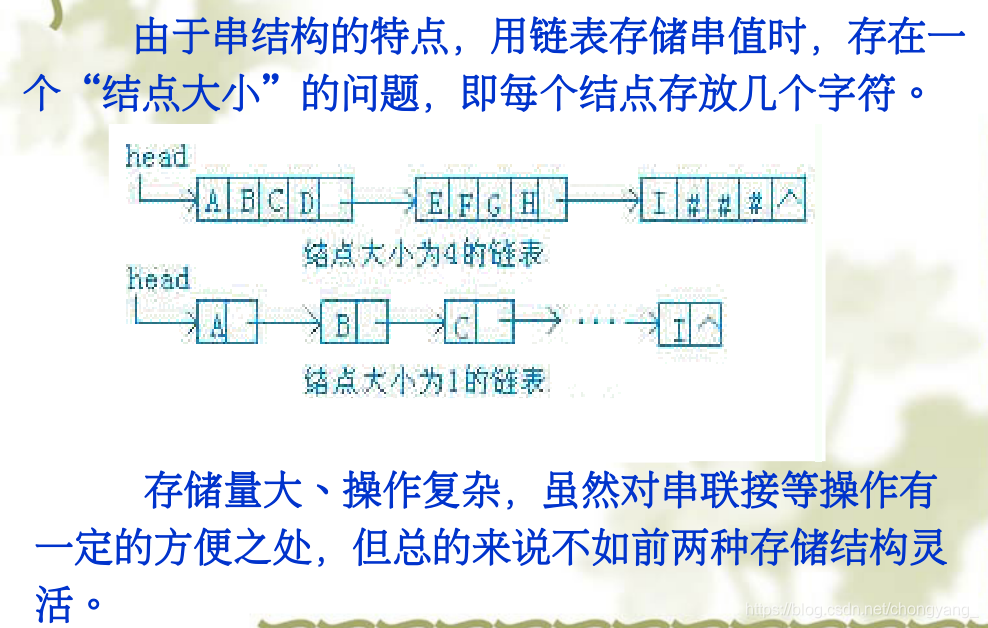 由于串结构的特点，用链表存储串值时，存在一
个“结点大小”的问题，即每个结点存放几个字符。
head
A B C D E F G H I # # # ^
结点大小为4的链表
head
A B C ... I ^
结点大小为1的链表
存储量大、操作复杂，虽然对串联接等操作有
一定的方便之处，但总的来说不如前两种存储结构灵
活。
https://blog.csdn.net/chongyang_